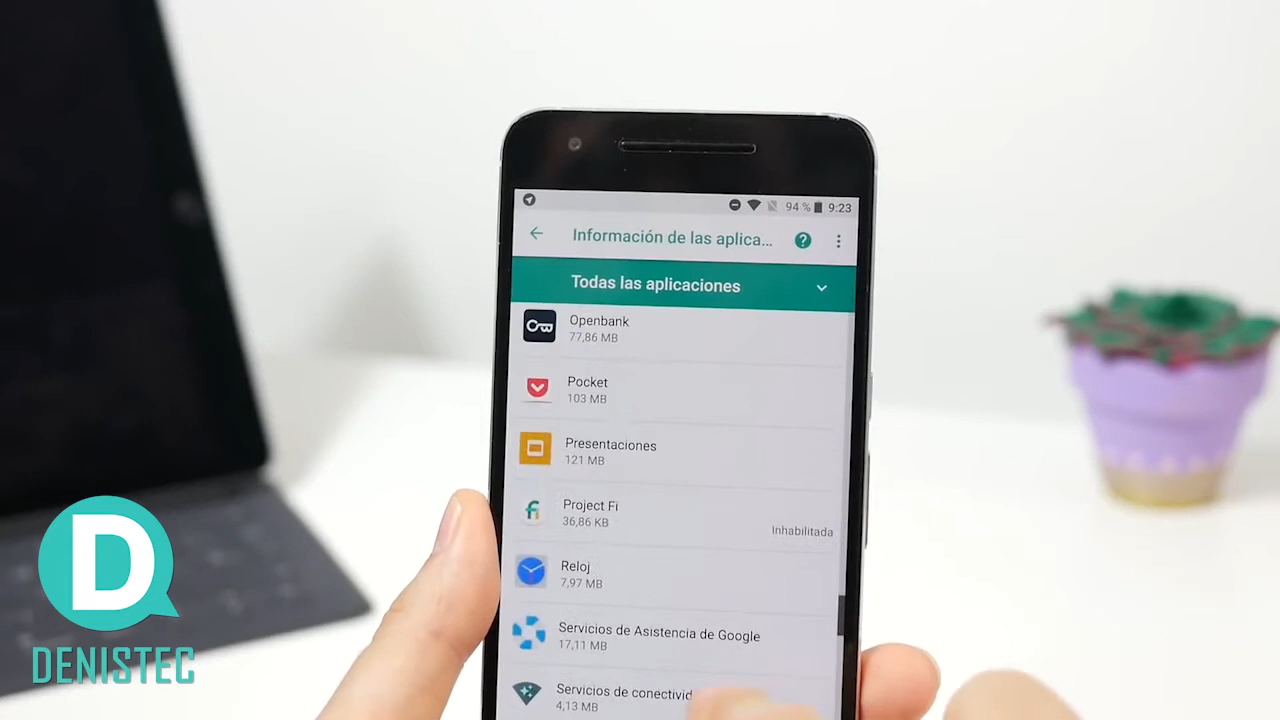 94 % 9:23
Información de las aplica...
Todas las aplicaciones
Openbank
77,86 MB
Pocket
103 MB
Presentaciones
121 MB
Project Fi
36,86 KB
Inhabilitada
Reloj
7,97 MB
Servicios de Asistencia de Google
17,11 MB
Servicios de conectivid
4,13 MB
D
DENISTEC